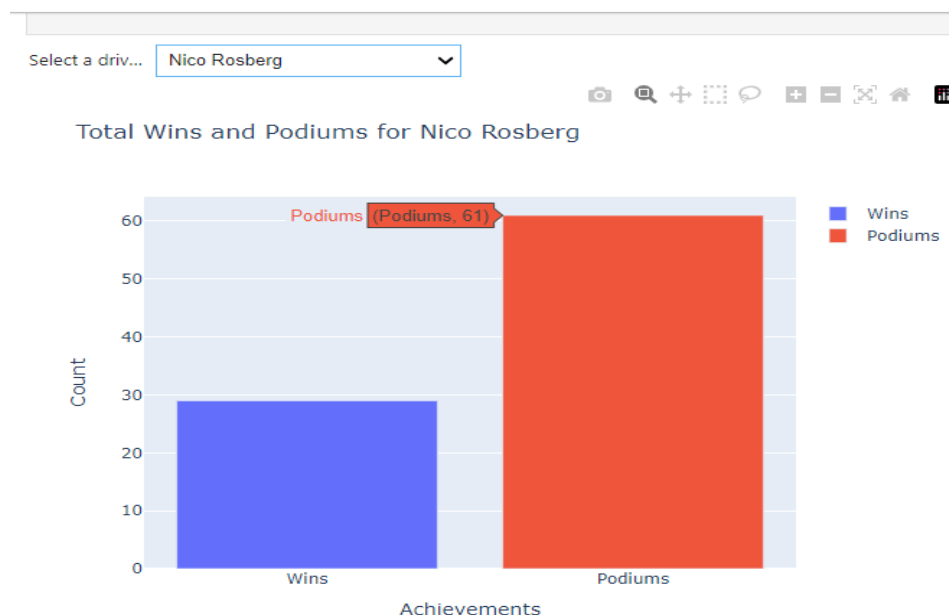 Select a driv... Nico Rosberg
Total Wins and Podiums for Nico Rosberg
Podiums (Podiums, 61)
Wins
Podiums
60
50
40
30
20
10
0
Count
Wins Podiums
Achievements